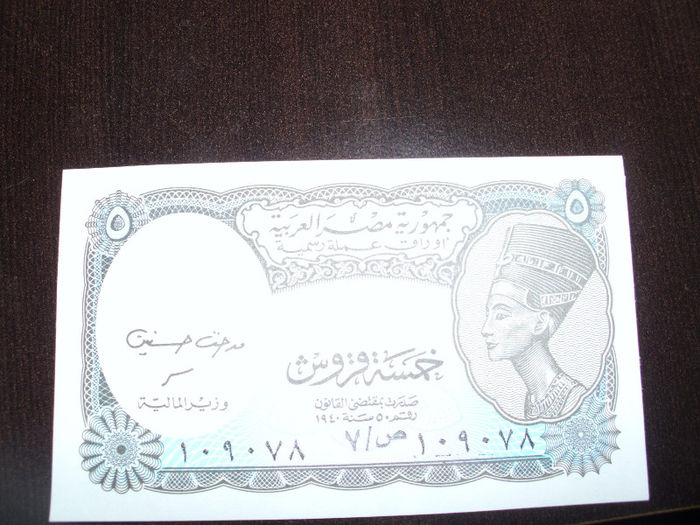 ٥ ٥
جمهورية مصر العربية
أوراق عملة رسمية
خمسة قروش
صدرت بمقتضى القانون
رقم ٥٠ سنة ١٩٤٠
مدحت حسنين
وزير المالية
١٠٩٠٧٨ ٧/ص ١٠٩٠٧٨